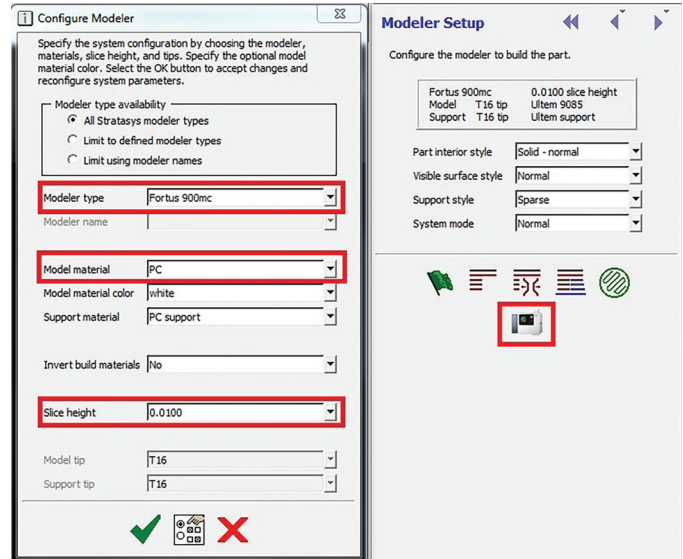 Configure Modeler
Specify the system configuration by choosing the modeler,
materials, slice height, and tips. Specify the optional model
material color. Select the OK button to accept changes and
reconfigure system parameters.
Modeler type availability
All Stratasys modeler types
Limit to defined modeler types
Limit using modeler names
Modeler type Fortus 900mc
Modeler name
Model material PC
Model material color white
Support material PC support
Invert build materials No
Slice height 0.0100
Model tip T16
Support tip T16
Modeler Setup
Configure the modeler to build the part.
Fortus 900mc 0.0100 slice height
Model T16 tip Ultem 9085
Support T16 tip Ultem support
Part interior style Solid - normal
Visible surface style Normal
Support style Sparse
System mode Normal